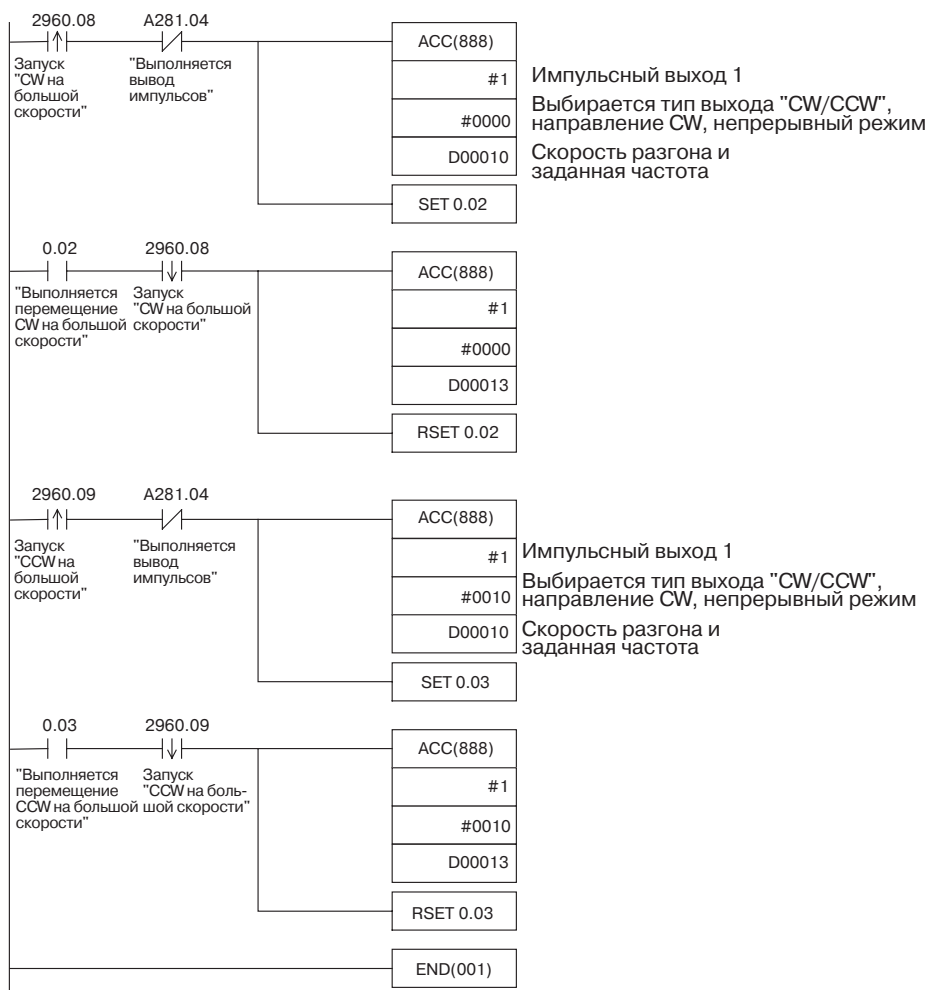 2960.08 A281.04
ACC(888)
Запуск
"CW на
большой
скорости"
"Выполняется
вывод
импульсов"
#1 Импульсный выход 1
#0000 Выбирается тип выхода "CW/CCW",
направление CW, непрерывный режим
D00010 Скорость разгона и
заданная частота
SET 0.02
0.02 2960.08
ACC(888)
"Выполняется
перемещение
CW на большой
скорости"
Запуск
"CW на большой
скорости"
#1
#0000
D00013
RSET 0.02
2960.09 A281.04
ACC(888)
Запуск
"CCW на
большой
скорости"
"Выполняется
вывод
импульсов"
#1 Импульсный выход 1
#0010 Выбирается тип выхода "CW/CCW",
направление CW, непрерывный режим
D00010 Скорость разгона и
заданная частота
SET 0.03
0.03 2960.09
ACC(888)
"Выполняется
перемещение
CCW на большой
скорости"
Запуск
"CCW на боль-
шой скорости"
#1
#0010
D00013
RSET 0.03
END(001)